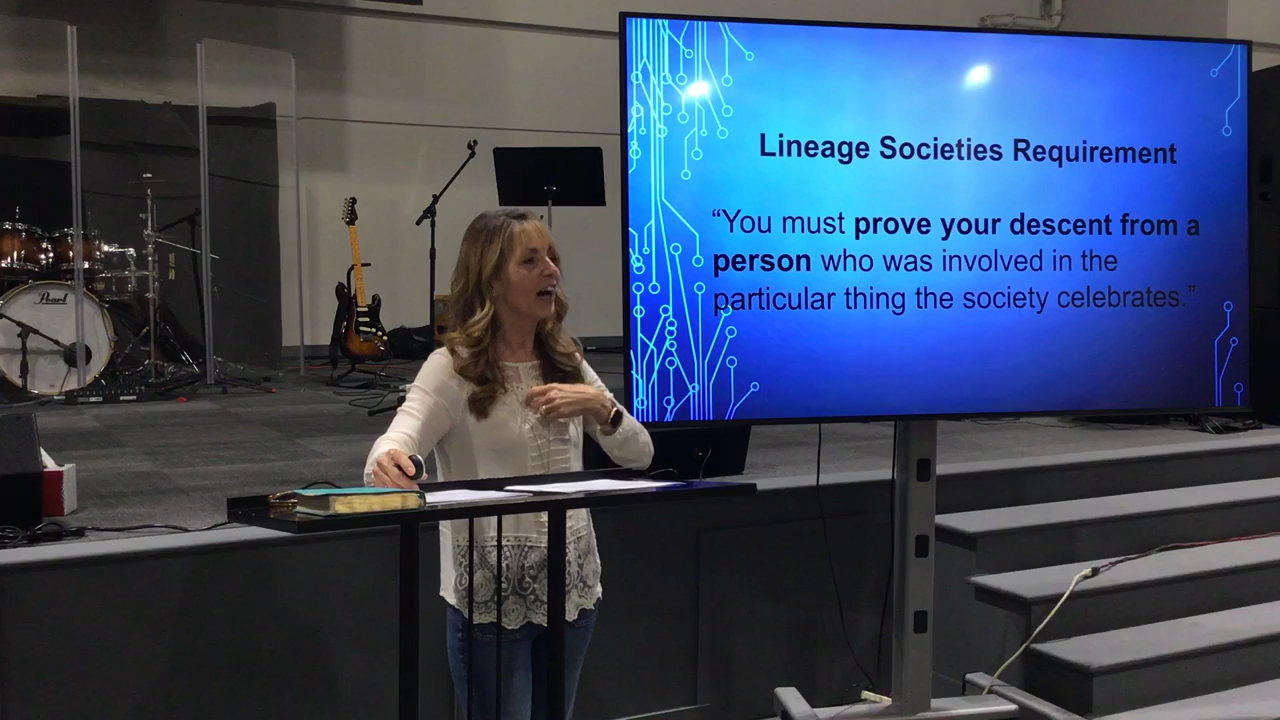 Lineage Societies Requirement
“You must prove your descent from a
person who was involved in the
particular thing the society celebrates.”
Pearl